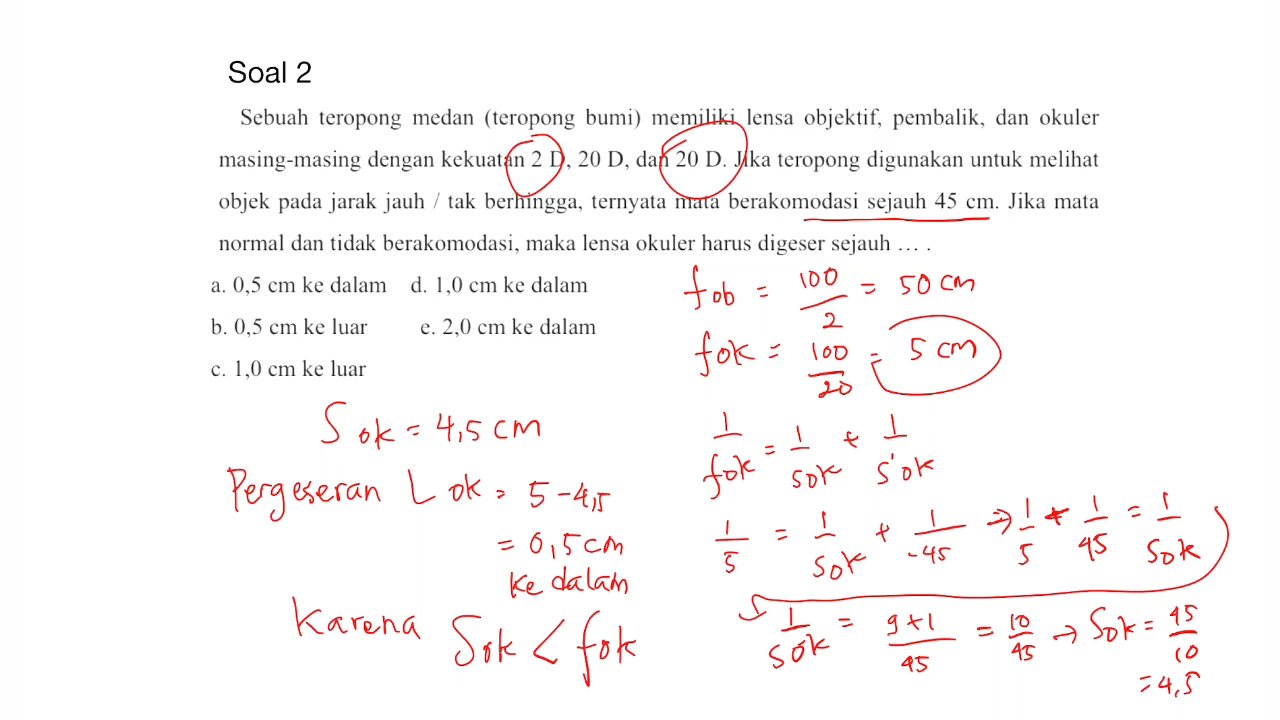 Soal 2
Sebuah teropong medan (teropong bumi) memiliki lensa objektif, pembalik, dan okuler
masing-masing dengan kekuatan 2 D, 20 D, dan 20 D. Jika teropong digunakan untuk melihat
objek pada jarak jauh / tak berhingga, ternyata mata berakomodasi sejauh 45 cm. Jika mata
normal dan tidak berakomodasi, maka lensa okuler harus digeser sejauh … .
a. 0,5 cm ke dalam d. 1,0 cm ke dalam
b. 0,5 cm ke luar e. 2,0 cm ke dalam
c. 1,0 cm ke luar
fob = 100/2 = 50 cm
fok = 100/20 = 5 cm
1/fok = 1/sok + 1/s'ok
1/5 = 1/sok + 1/-45 → 1/5 + 1/45 = 1/sok
1/sok = 9+1/45 = 10/45 → Sok = 45/10
= 4,5
Sok = 4,5 cm
Pergeseran Lok = 5 - 4,5
= 0,5 cm
ke dalam
Karena Sok < fok